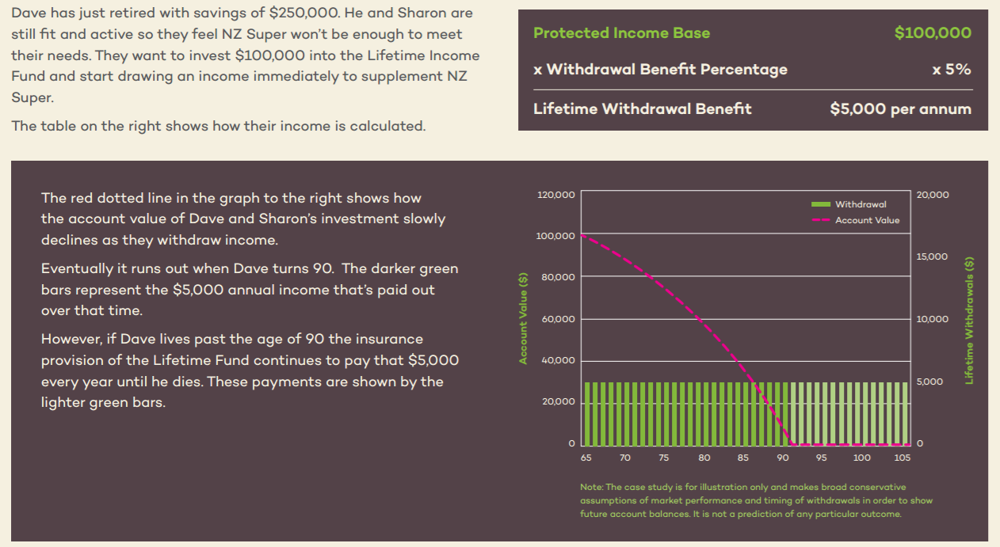 Dave has just retired with savings of $250,000. He and Sharon are
still fit and active so they feel NZ Super won't be enough to meet
their needs. They want to invest $100,000 into the Lifetime Income
Fund and start drawing an income immediately to supplement NZ
Super.
The table on the right shows how their income is calculated.
Protected Income Base $100,000
x Withdrawal Benefit Percentage x 5%
Lifetime Withdrawal Benefit $5,000 per annum
The red dotted line in the graph to the right shows how
the account value of Dave and Sharon's investment slowly
declines as they withdraw income.
Eventually it runs out when Dave turns 90. The darker green
bars represent the $5,000 annual income that's paid out
over that time.
However, if Dave lives past the age of 90 the insurance
provision of the Lifetime Fund continues to pay that $5,000
every year until he dies. These payments are shown by the
lighter green bars.
Account Value ($)
120,000
100,000
80,000
60,000
40,000
20,000
0
Withdrawal
Account Value
20,000
15,000
10,000
5,000
0
Lifetime Withdrawals ($)
65 70 75 80 85 90 95 100 105
Note: The case study is for illustration only and makes broad conservative
assumptions of market performance and timing of withdrawals in order to show
future account balances. It is not a prediction of any particular outcome.